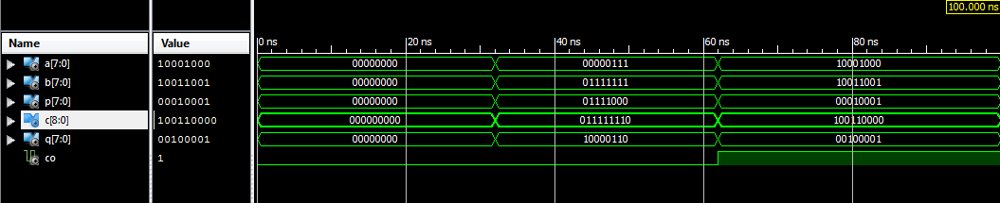 100.000 ns
Name Value 0 ns 20 ns 40 ns 60 ns 80 ns
a[7:0] 10001000 00000000 00000111 10001000
b[7:0] 10011001 00000000 01111111 10011001
p[7:0] 00010001 00000000 01111000 00010001
c[8:0] 100110000 000000000 011111110 100110000
q[7:0] 00100001 00000000 10000110 00100001
co 1